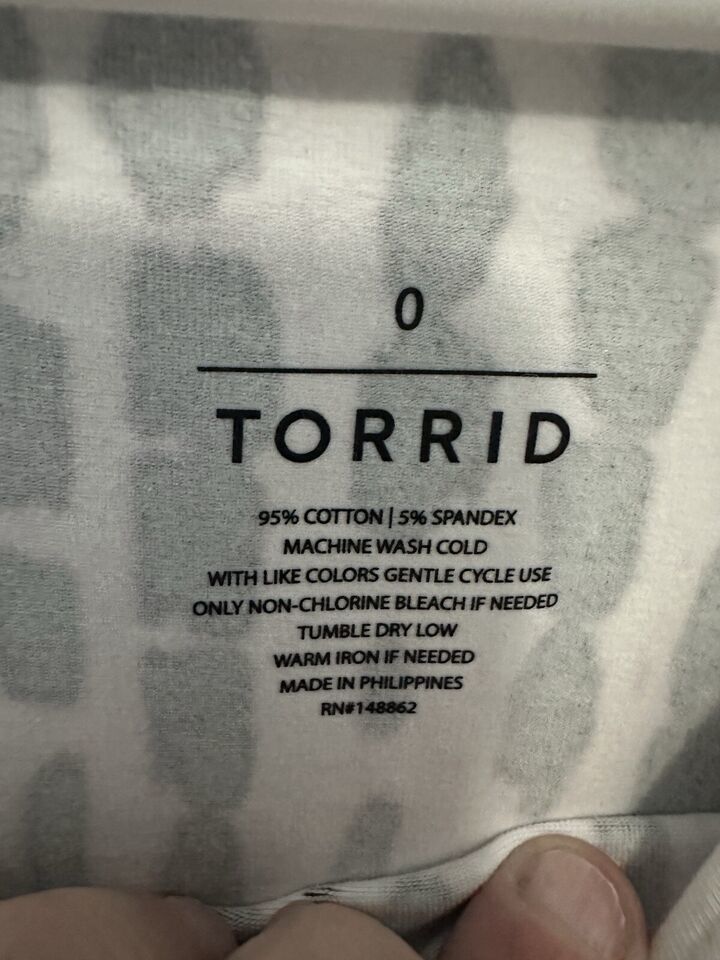 0
TORRID
95% COTTON | 5% SPANDEX
MACHINE WASH COLD
WITH LIKE COLORS GENTLE CYCLE USE
ONLY NON-CHLORINE BLEACH IF NEEDED
TUMBLE DRY LOW
WARM IRON IF NEEDED
MADE IN PHILIPPINES
RN#148862